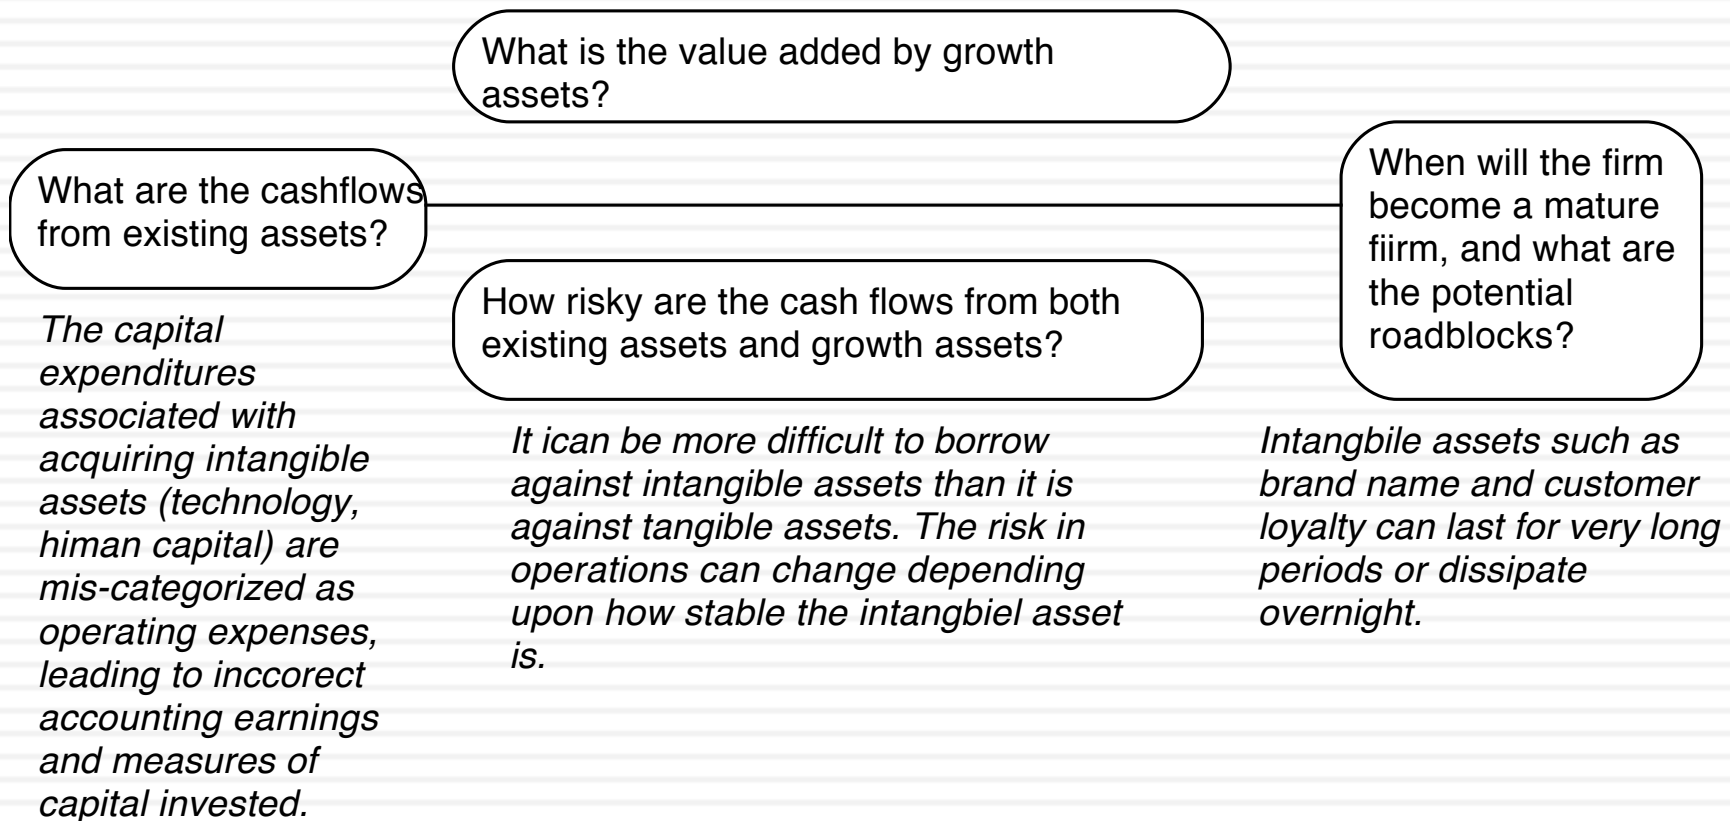 What is the value added by growth
assets?
What are the cashflows
from existing assets?
When will the firm
become a mature
fiirm, and what are
the potential
roadblocks?
How risky are the cash flows from both
existing assets and growth assets?
The capital
expenditures
associated with
acquiring intangible
assets (technology,
himan capital) are
mis-categorized as
operating expenses,
leading to inccorect
accounting earnings
and measures of
capital invested.
It ican be more difficult to borrow
against intangible assets than it is
against tangible assets. The risk in
operations can change depending
upon how stable the intangbiel asset
is.
Intangbile assets such as
brand name and customer
loyalty can last for very long
periods or dissipate
overnight.